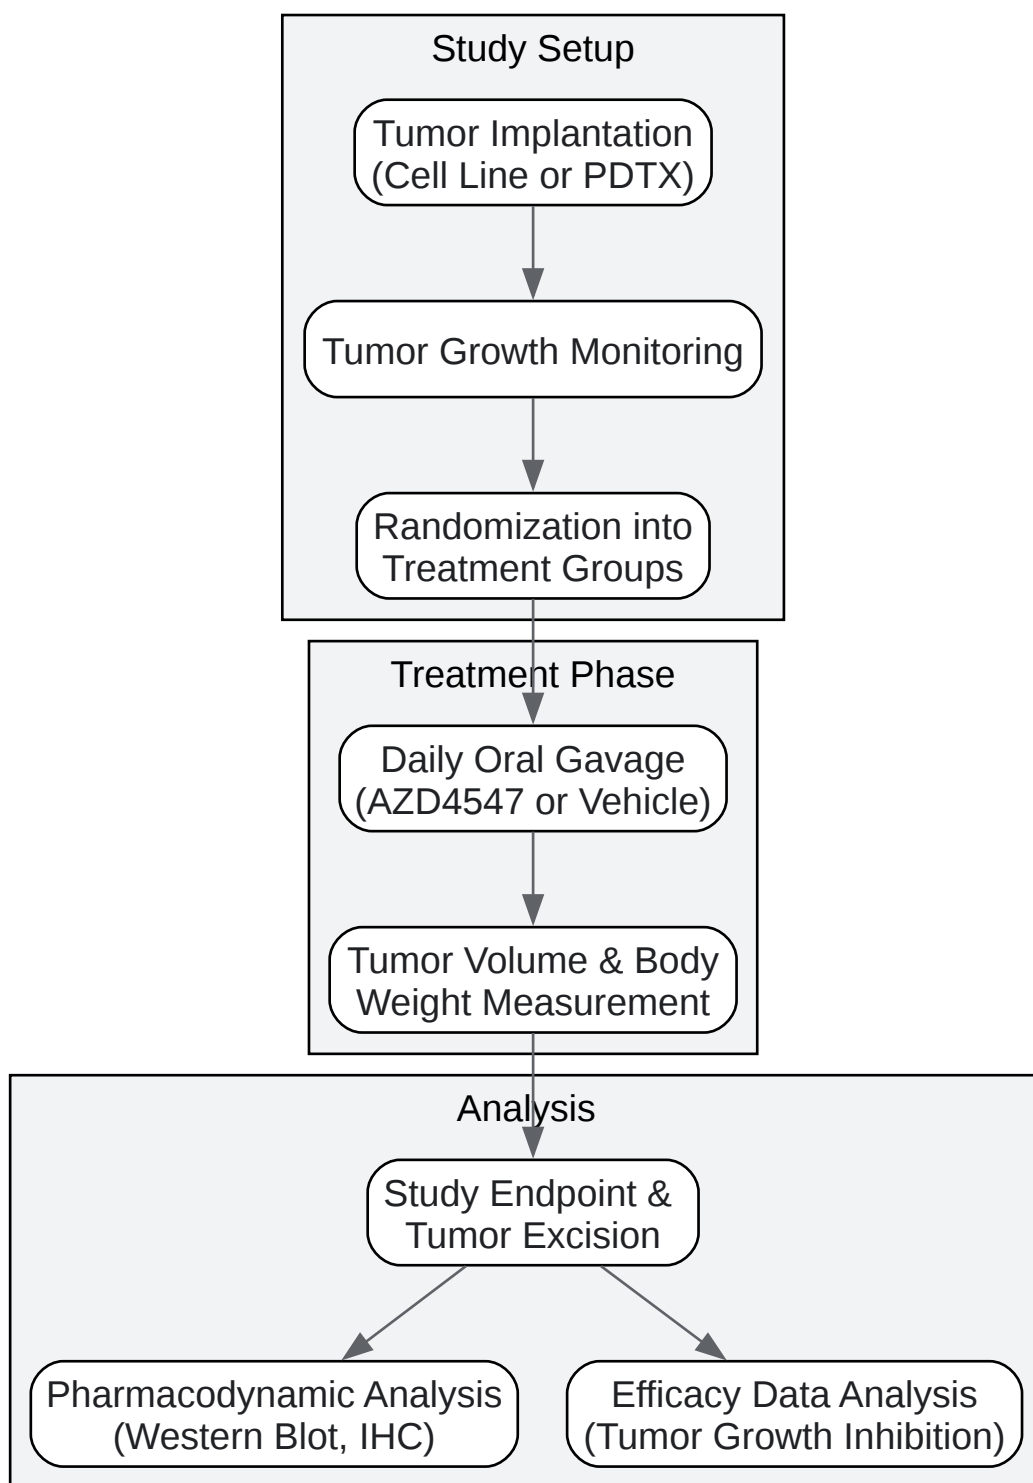 Study Setup
Tumor Implantation
(Cell Line or PDTX)
Tumor Growth Monitoring
Randomization into
Treatment Groups
Treatment Phase
Daily Oral Gavage
(AZD4547 or Vehicle)
Tumor Volume & Body
Weight Measurement
Analysis
Study Endpoint &
Tumor Excision
Pharmacodynamic Analysis
(Western Blot, IHC)
Efficacy Data Analysis
(Tumor Growth Inhibition)